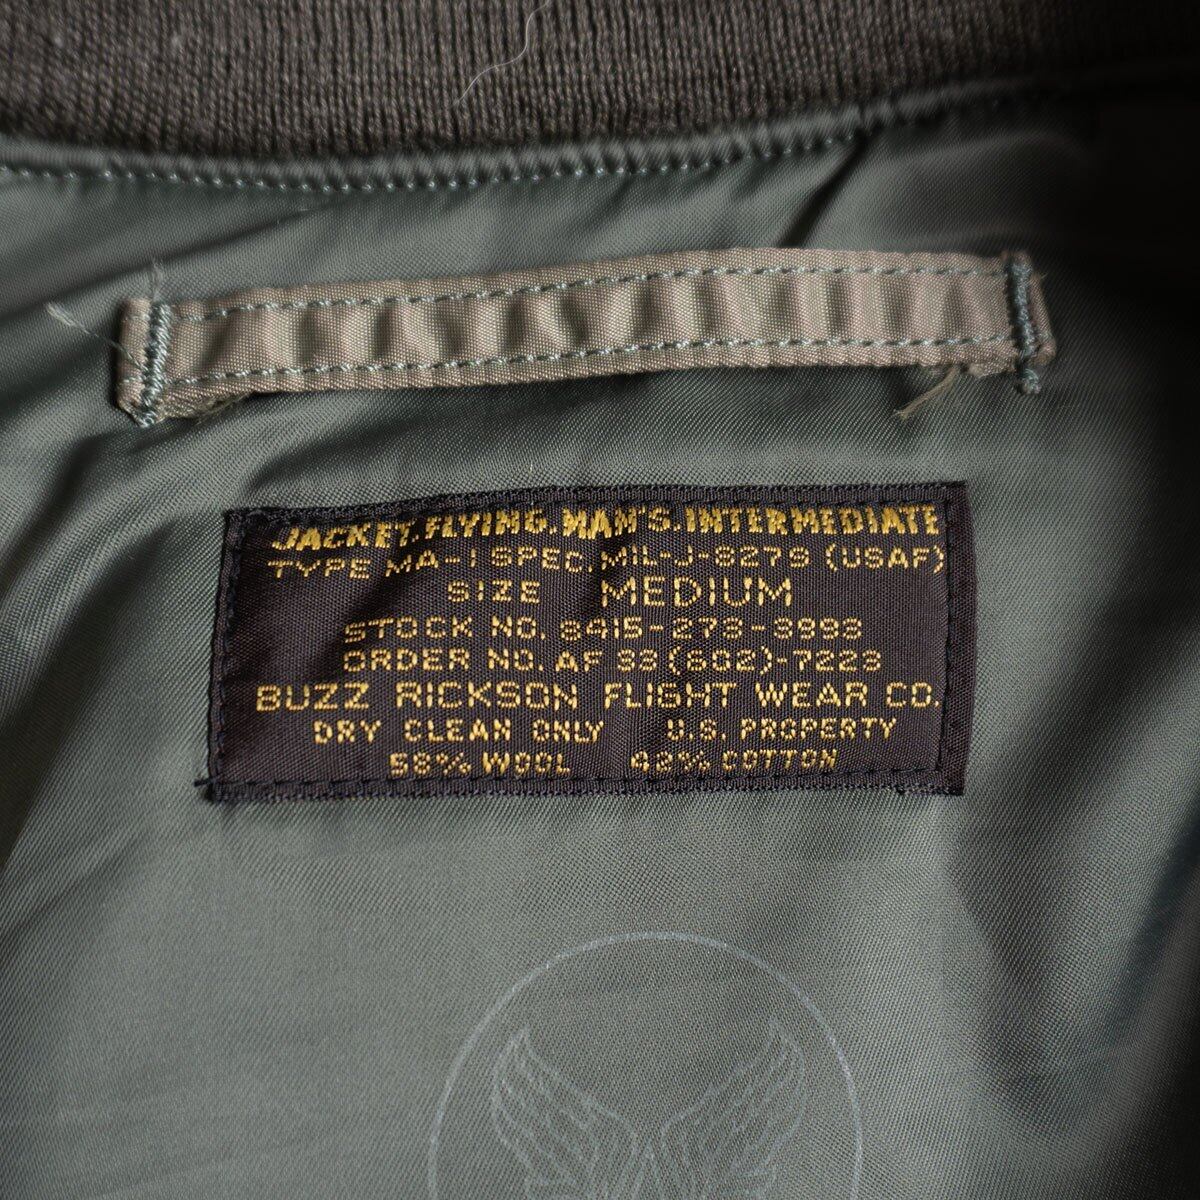 JACKET.FLYING.MAN'S.INTERMEDIATE
TYPE MA-1 SPEC. MIL-J-8279 (USAF)
SIZE MEDIUM
STOCK NO. 8415-273-3993
ORDER NO. AF 33(602)-7223
BUZZ RICKSON FLIGHT WEAR CO.
DRY CLEAN ONLY U.S. PROPERTY
58% WOOL 42% COTTON